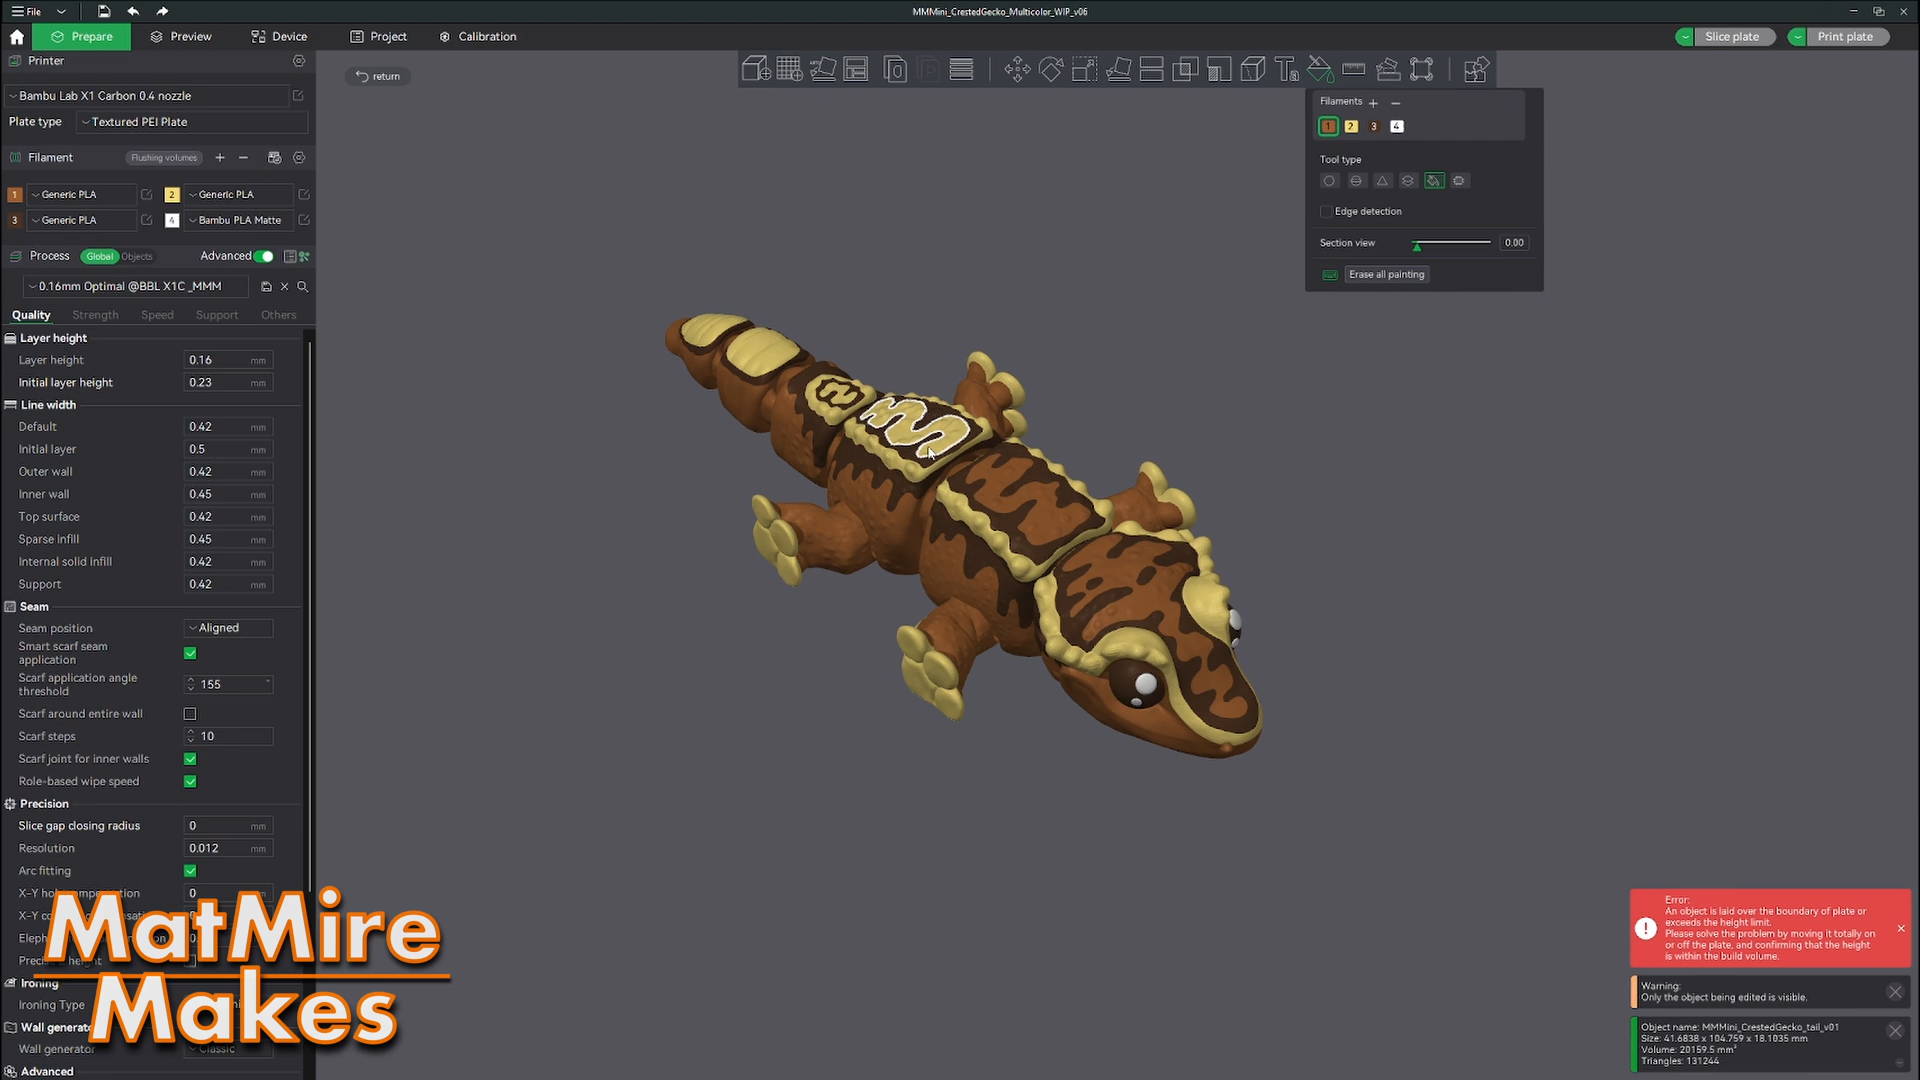 File
MMMini_CrestedGecko_Multicolor_WIP_v06
Prepare
Preview
Device
Project
Calibration
Slice plate
Print plate
Printer
return
Bambu Lab X1 Carbon 0.4 nozzle
Plate type
Textured PEI Plate
Filament
Flushing volumes
1 Generic PLA
2 Generic PLA
3 Generic PLA
4 Bambu PLA Matte
Process
Global
Objects
Advanced
0.16mm Optimal @BBL X1C _MMM
Quality
Strength
Speed
Support
Others
Layer height
Layer height 0.16 mm
Initial layer height 0.23 mm
Line width
Default 0.42 mm
Initial layer 0.5 mm
Outer wall 0.42 mm
Inner wall 0.45 mm
Top surface 0.42 mm
Sparse infill 0.45 mm
Internal solid infill 0.42 mm
Support 0.42 mm
Seam
Seam position Aligned
Smart scarf seam
application
Scarf application angle
threshold 155 °
Scarf around entire wall
Scarf steps 10
Scarf joint for inner walls
Role-based wipe speed
Precision
Slice gap closing radius 0 mm
Resolution 0.012 mm
Arc fitting
X-Y 0
X-Y
Ironing
Ironing Type
Wall generator
Wall generator Classic
Advanced
MatMire
Makes
Filaments
1 2 3 4
Tool type
Edge detection
Section view 0.00
Erase all painting
Error:
An object is laid over the boundary of plate or
exceeds the height limit.
Please solve the problem by moving it totally on
or off the plate, and confirming that the height
is within the build volume.
Warning:
Only the object being edited is visible.
Object name: MMMini_CrestedGecko_tail_v01
Size: 41.6838 x 104.759 x 18.1035 mm
Volume: 20159.5 mm³
Triangles: 131244